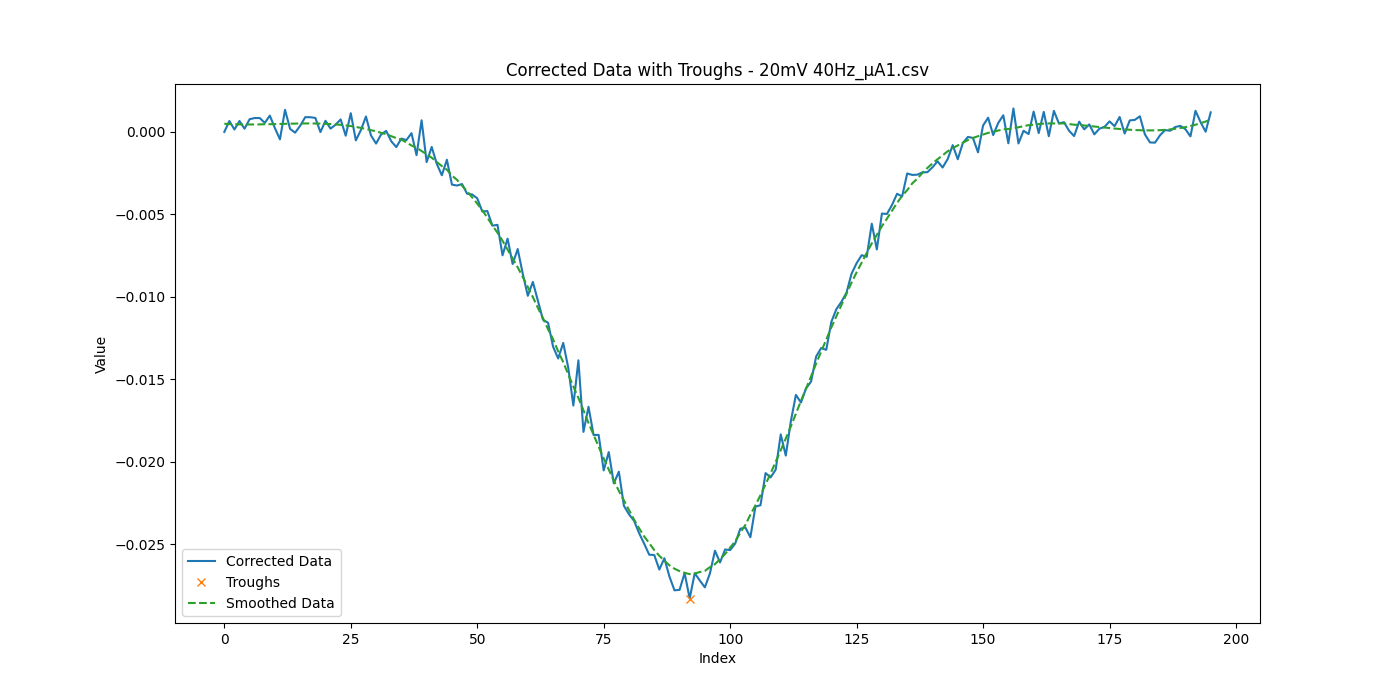 Corrected Data with Troughs - 20mV 40Hz_μA1.csv
0.000
−0.005
−0.010
−0.015
−0.020
−0.025
Value
Corrected Data
Troughs
Smoothed Data
0 25 50 75 100 125 150 175 200
Index